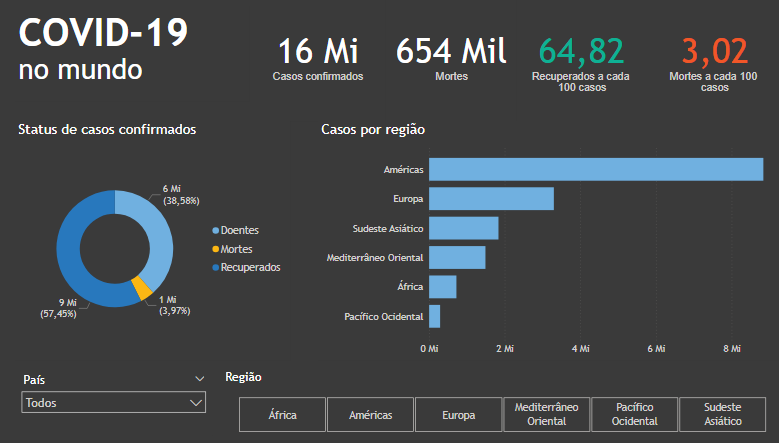 COVID-19
no mundo
16 Mi
Casos confirmados
654 Mil
Mortes
64,82
Recuperados a cada
100 casos
3,02
Mortes a cada 100
casos
Status de casos confirmados
6 Mi
(38,58%)
1 Mi
(3,97%)
9 Mi
(57,45%)
Doentes
Mortes
Recuperados
Casos por região
Américas
Europa
Sudeste Asiático
Mediterrâneo Oriental
África
Pacífico Ocidental
0 Mi
2 Mi
4 Mi
6 Mi
8 Mi
País
Todos
Região
África
Américas
Europa
Mediterrâneo
Oriental
Pacífico
Ocidental
Sudeste
Asiático